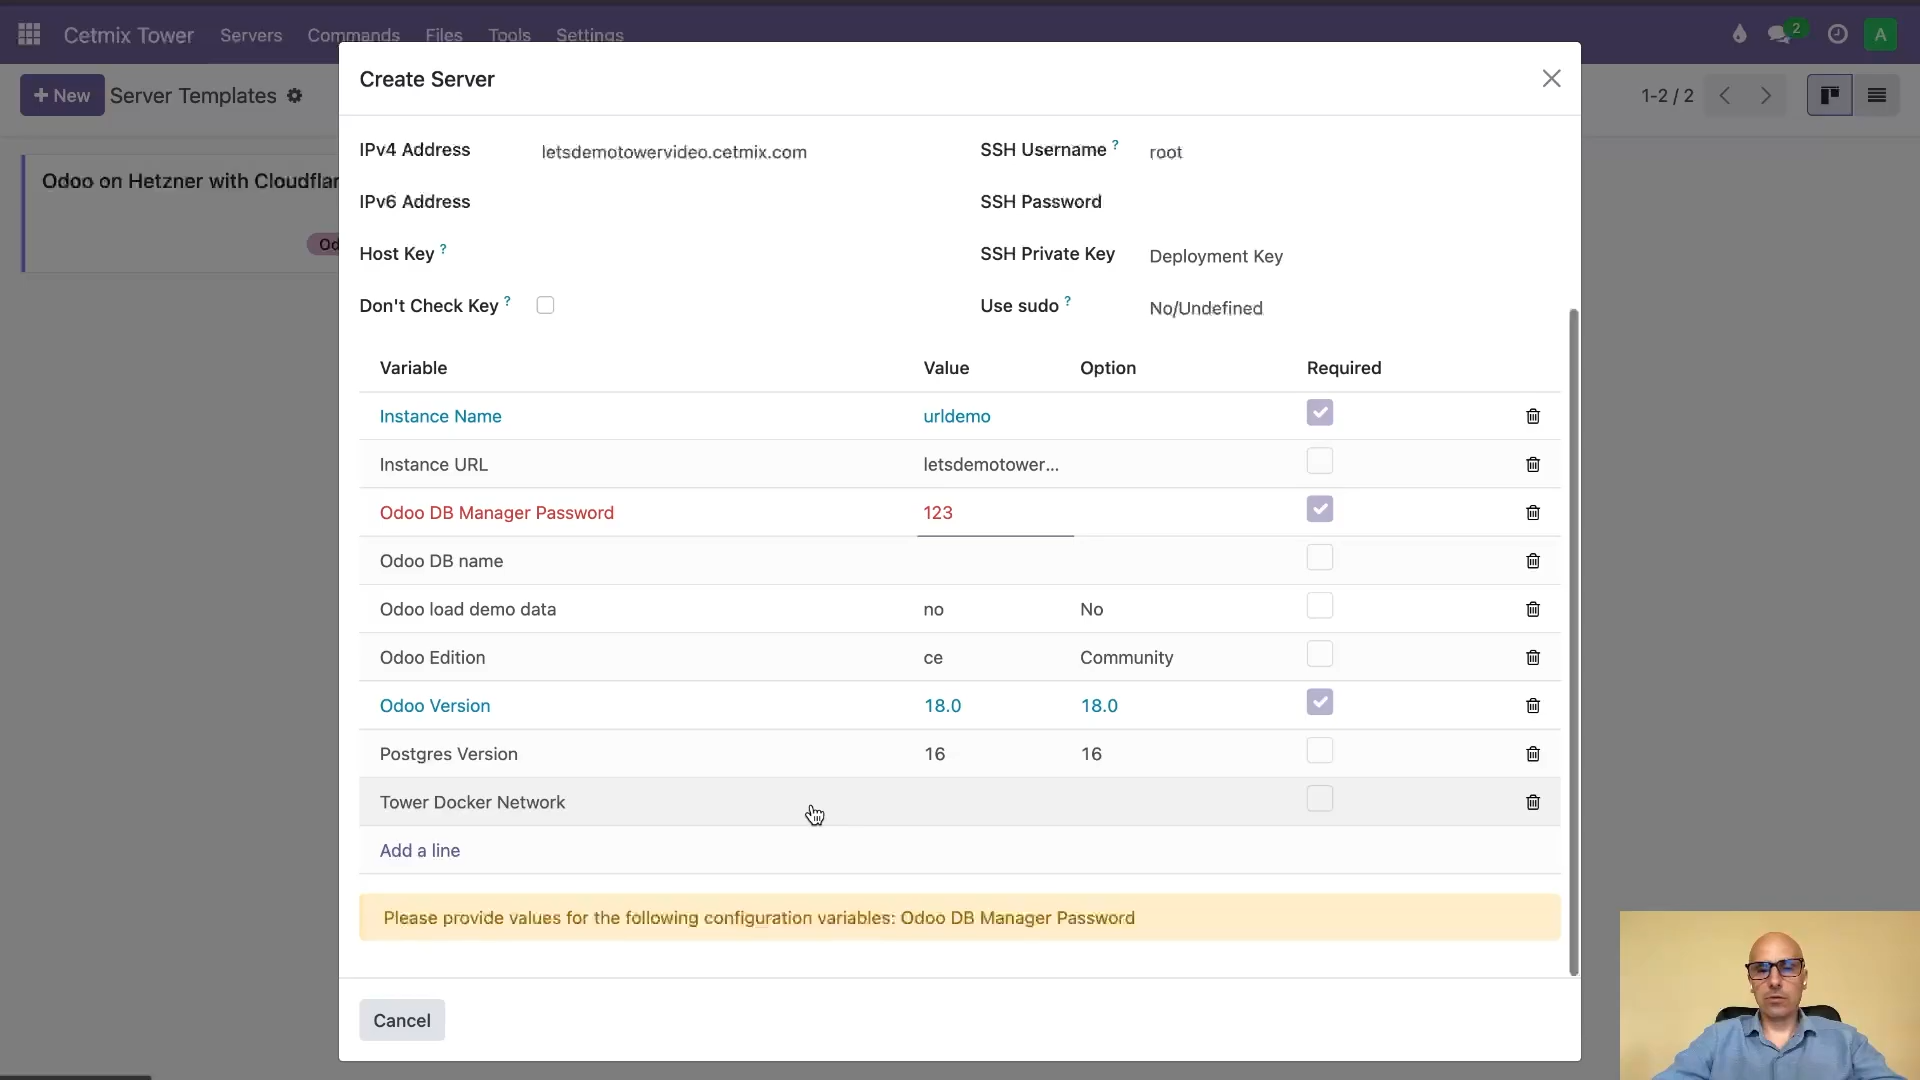 Cetmix Tower Servers Commands Files Tools Settings 2 A
New Server Templates 1-2 / 2
Odoo on Hetzner with Cloudflar
Od
Create Server
IPv4 Address letsdemotowervideo.cetmix.com SSH Username ? root
IPv6 Address SSH Password
Host Key ? SSH Private Key Deployment Key
Don't Check Key ? Use sudo ? No/Undefined
Variable Value Option Required
Instance Name urldemo
Instance URL letsdemotower...
Odoo DB Manager Password 123
Odoo DB name
Odoo load demo data no No
Odoo Edition ce Community
Odoo Version 18.0 18.0
Postgres Version 16 16
Tower Docker Network
Add a line
Please provide values for the following configuration variables: Odoo DB Manager Password
Cancel